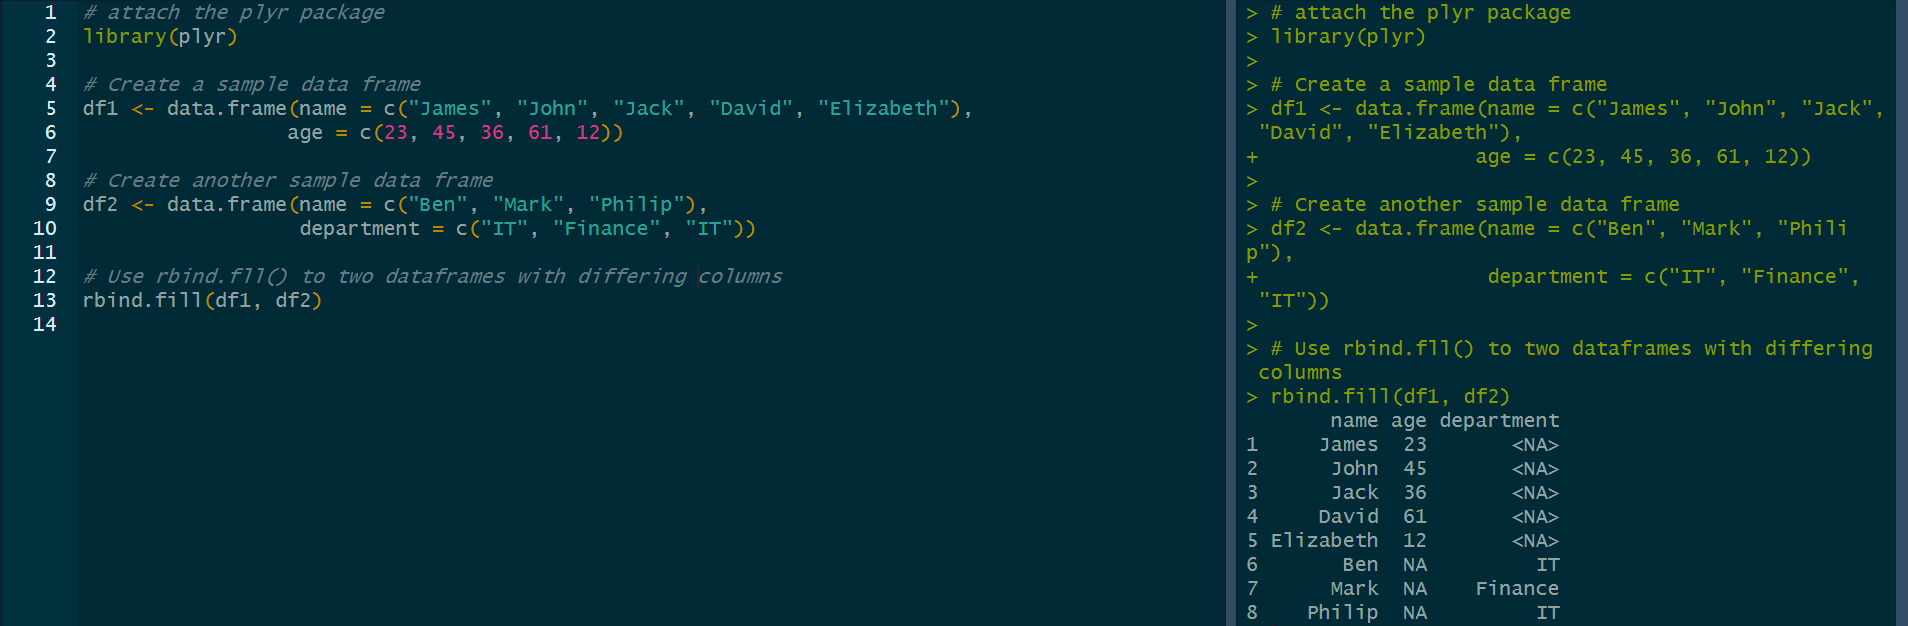 1 # attach the plyr package
2 library(plyr)
3
4 # Create a sample data frame
5 df1 <- data.frame(name = c("James", "John", "Jack", "David", "Elizabeth"),
6                  age = c(23, 45, 36, 61, 12))
7
8 # Create another sample data frame
9 df2 <- data.frame(name = c("Ben", "Mark", "Philip"),
10                   department = c("IT", "Finance", "IT"))
11
12 # Use rbind.fll() to two dataframes with differing columns
13 rbind.fill(df1, df2)
14
> # attach the plyr package
> library(plyr)
>
> # Create a sample data frame
> df1 <- data.frame(name = c("James", "John", "Jack",
"David", "Elizabeth"),
+                  age = c(23, 45, 36, 61, 12))
>
> # Create another sample data frame
> df2 <- data.frame(name = c("Ben", "Mark", "Phili
p"),
+                   department = c("IT", "Finance",
"IT"))
>
> # Use rbind.fll() to two dataframes with differing
columns
> rbind.fill(df1, df2)
       name age department
1     James  23       <NA>
2      John  45       <NA>
3      Jack  36       <NA>
4     David  61       <NA>
5 Elizabeth  12       <NA>
6       Ben  NA         IT
7      Mark  NA    Finance
8    Philip  NA         IT